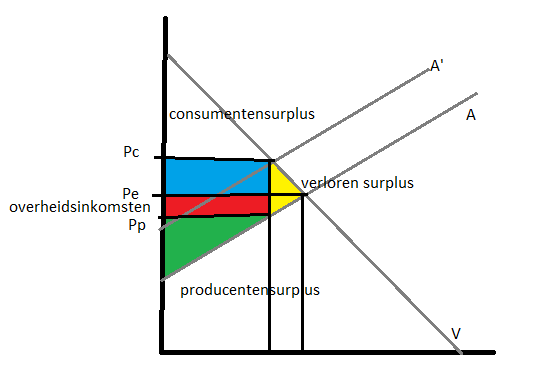 A'
A
consumentensurplus
Pc
verloren surplus
Pe
overheidsinkomsten
Pp
producentensurplus
V